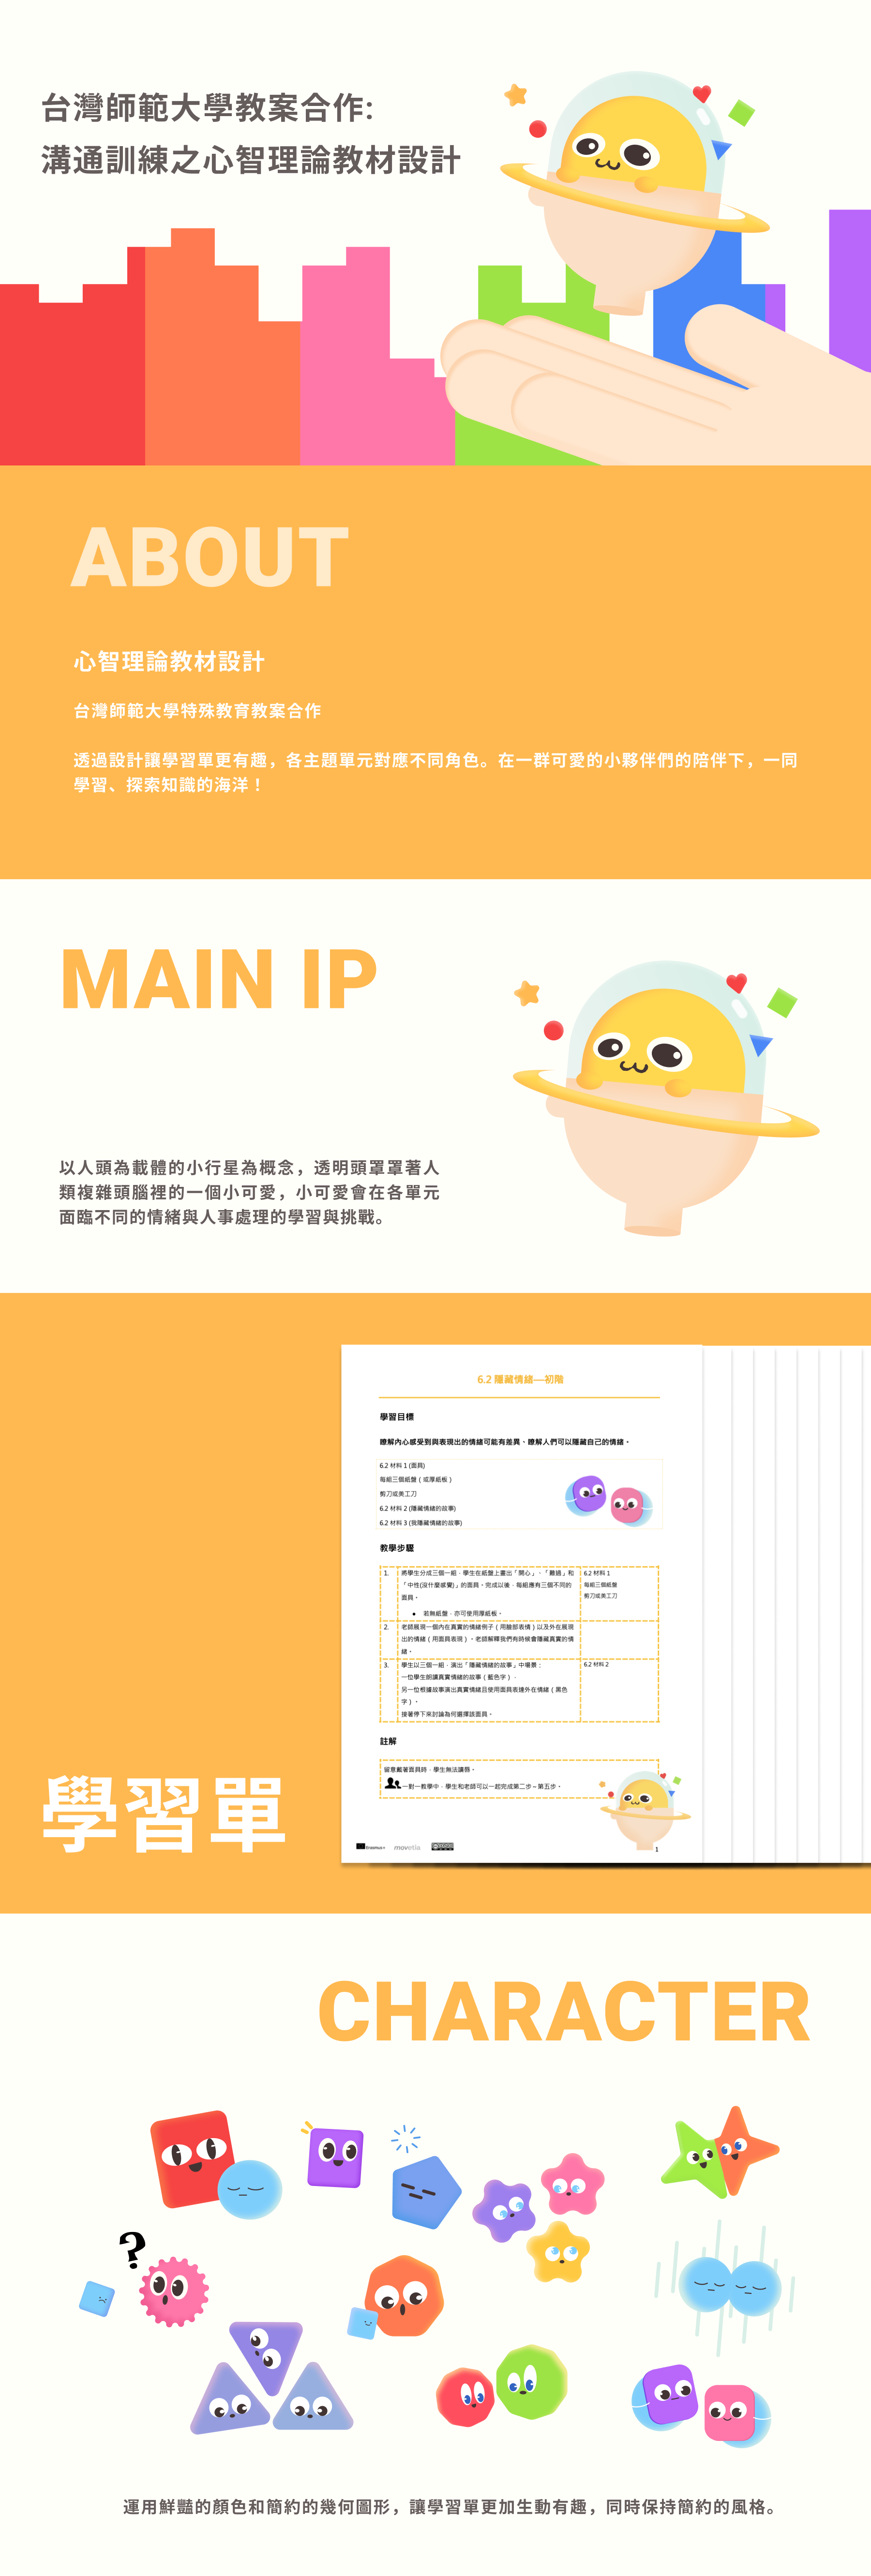 台灣師範大學教案合作:
溝通訓練之心智理論教材設計
ABOUT
心智理論教材設計
台灣師範大學特殊教育教案合作
透過設計讓學習單更有趣，各主題單元對應不同角色。在一群可愛的小夥伴們的陪伴下，一同
學習、探索知識的海洋！
MAIN IP
以人頭為載體的小行星為概念，透明頭罩罩著人
類複雜頭腦裡的一個小可愛，小可愛會在各單元
面臨不同的情緒與人事處理的學習與挑戰。
學習單
6.2 隱藏情緒—初階
學習目標
瞭解內心感受到與表現出的情緒可能有差異。瞭解人們可以隱藏自己的情緒。
6.2 材料 1 (面具)
每組三個紙盤（或厚紙板）
剪刀或美工刀
6.2 材料 2 (隱藏情緒的故事)
6.2 材料 3 (我隱藏情緒的故事)
教學步驟
1. 將學生分成三個一組，學生在紙盤上畫出「開心」、「難過」和 6.2 材料 1
「中性(沒什麼感覺)」的面具。完成以後，每組應有三個不同的 每組三個紙盤
面具。 剪刀或美工刀
● 若無紙盤，亦可使用厚紙板。
2. 老師展現一個內在真實的情緒例子（用臉部表情）以及外在展現
出的情緒（用面具表現）。老師解釋我們有時候會隱藏真實的情
緒。
3. 學生以三個一組，演出「隱藏情緒的故事」中場景： 6.2 材料 2
一位學生朗讀真實情緒的故事（藍色字），
另一位根據故事演出真實情緒且使用面具表達外在情緒（黑色
字）。
接著停下來討論為何選擇該面具。
註解
留意戴著面具時，學生無法讀唇。
一對一教學中，學生和老師可以一起完成第二步～第五步。
Erasmus+ movetia
1
CHARACTER
?
運用鮮豔的顏色和簡約的幾何圖形，讓學習單更加生動有趣，同時保持簡約的風格。